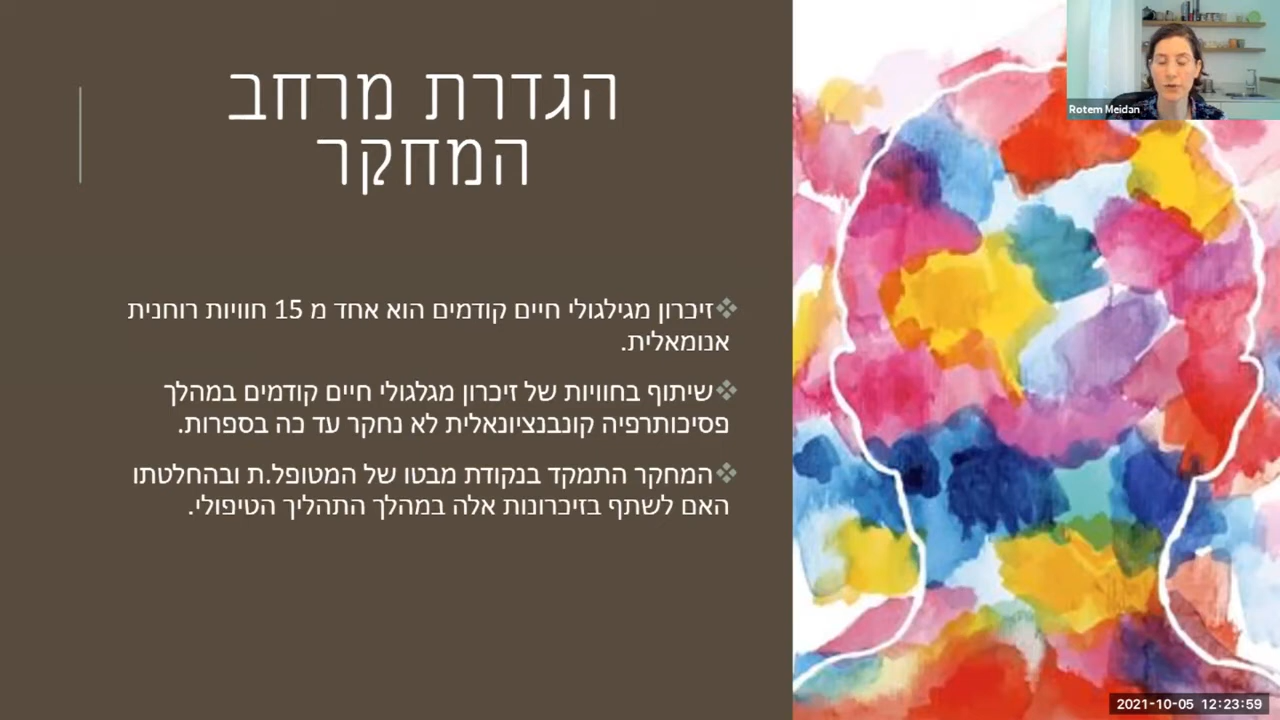 הגדרת מרחב
המחקר
❖זיכרון מגילגולי חיים קודמים הוא אחד מ 15 חוויות רוחנית
אנומאלית.
❖שיתוף בחוויות של זיכרון מגלגולי חיים קודמים במהלך
פסיכותרפיה קונבנציונאלית לא נחקר עד כה בספרות.
❖המחקר התמקד בנקודת מבטו של המטופל.ת ובהחלטתו
האם לשתף בזיכרונות אלה במהלך התהליך הטיפולי.
Rotem Meidan
2021-10-05 12:23:59